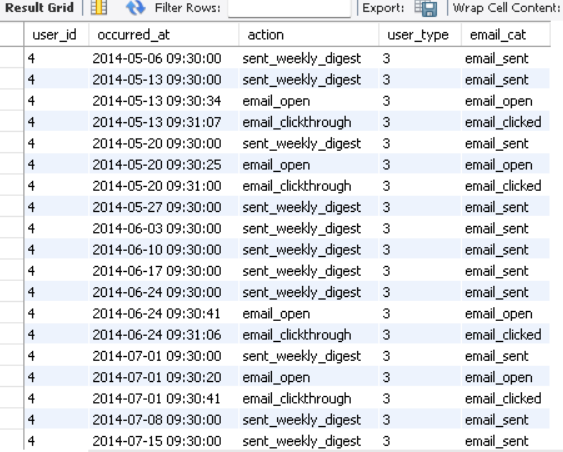 Result Grid Filter Rows: Export: Wrap Cell Content:
user_id occurred_at action user_type email_cat
4 2014-05-06 09:30:00 sent_weekly_digest 3 email_sent
4 2014-05-13 09:30:00 sent_weekly_digest 3 email_sent
4 2014-05-13 09:30:34 email_open 3 email_open
4 2014-05-13 09:31:07 email_clickthrough 3 email_clicked
4 2014-05-20 09:30:00 sent_weekly_digest 3 email_sent
4 2014-05-20 09:30:25 email_open 3 email_open
4 2014-05-20 09:31:00 email_clickthrough 3 email_clicked
4 2014-05-27 09:30:00 sent_weekly_digest 3 email_sent
4 2014-06-03 09:30:00 sent_weekly_digest 3 email_sent
4 2014-06-10 09:30:00 sent_weekly_digest 3 email_sent
4 2014-06-17 09:30:00 sent_weekly_digest 3 email_sent
4 2014-06-24 09:30:00 sent_weekly_digest 3 email_sent
4 2014-06-24 09:30:41 email_open 3 email_open
4 2014-06-24 09:31:06 email_clickthrough 3 email_clicked
4 2014-07-01 09:30:00 sent_weekly_digest 3 email_sent
4 2014-07-01 09:30:20 email_open 3 email_open
4 2014-07-01 09:30:41 email_clickthrough 3 email_clicked
4 2014-07-08 09:30:00 sent_weekly_digest 3 email_sent
4 2014-07-15 09:30:00 sent_weekly_digest 3 email_sent